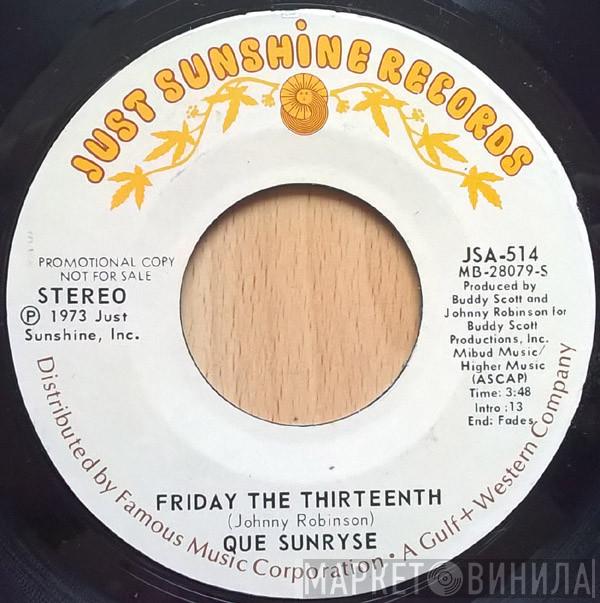 JUST SUNSHINE RECORDS
PROMOTIONAL COPY
NOT FOR SALE
STEREO
Ⓟ 1973 Just
Sunshine, Inc.
JSA-514
MB-28079-S
Produced by
Buddy Scott and
Johnny Robinson for
Buddy Scott
Productions, Inc.
Mibud Music/
Higher Music
(ASCAP)
Time: 3:48
Intro :13
End: Fades
FRIDAY THE THIRTEENTH
(Johnny Robinson)
QUE SUNRYSE
Distributed by Famous Music Corporation • A Gulf + Western Company
МАРКЕТ ВИНИЛА